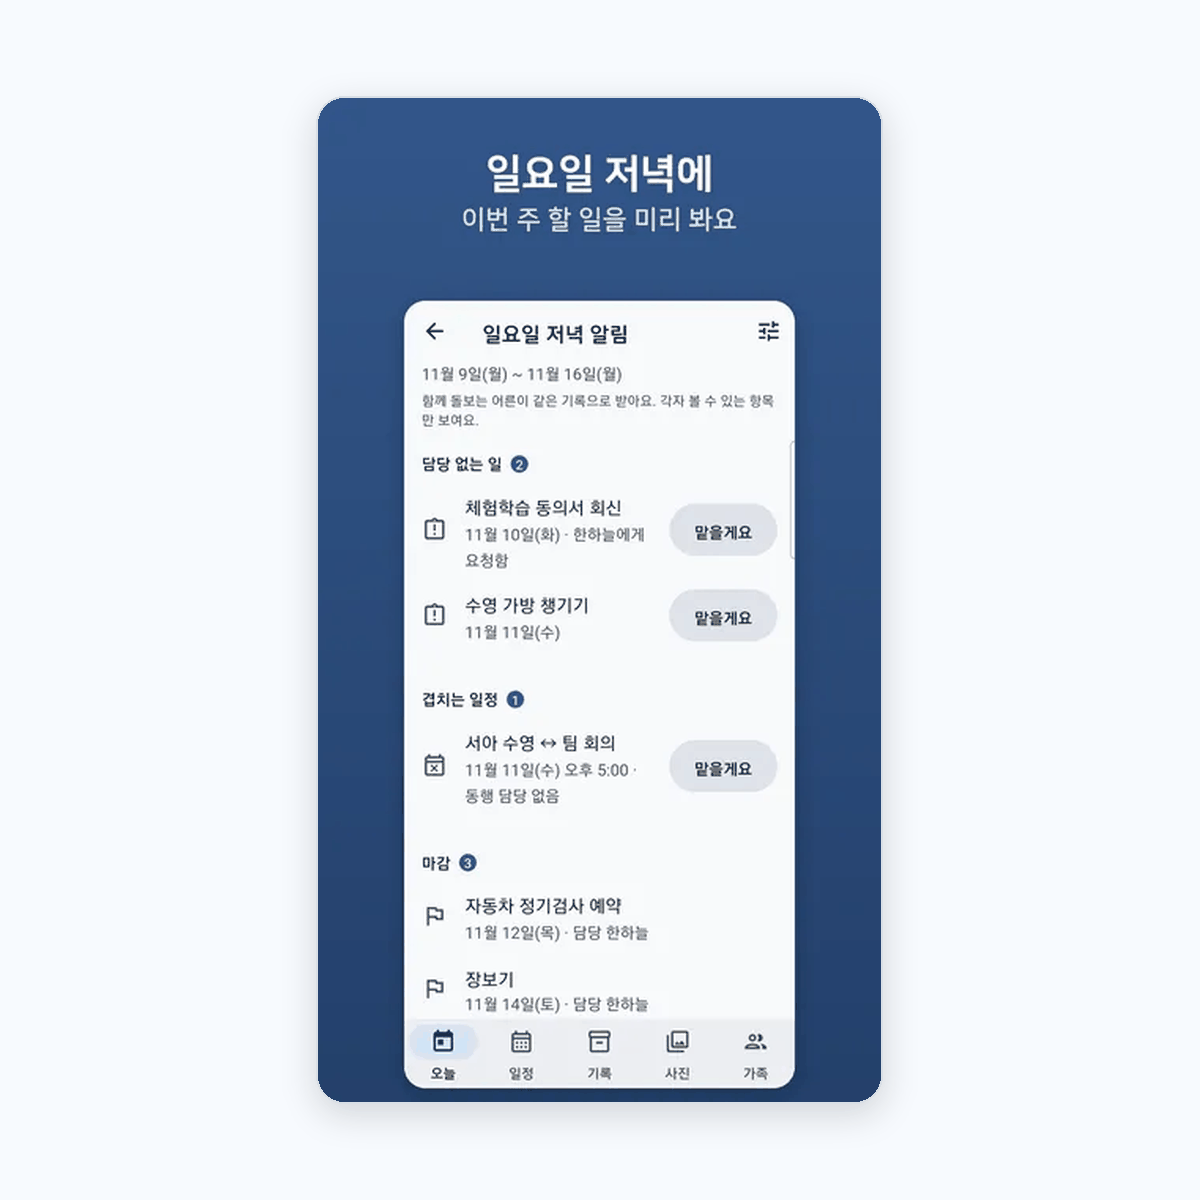 일요일 저녁에
이번 주 할 일을 미리 봐요
일요일 저녁 알림
11월 9일(월) ~ 11월 16일(월)
함께 돌보는 어른이 같은 기록으로 받아요. 각자 볼 수 있는 항목
만 보여요.
담당 없는 일 2
체험학습 동의서 회신
11월 10일(화) · 한하늘에게
요청함
맡을게요
수영 가방 챙기기
11월 11일(수)
맡을게요
겹치는 일정 1
서아 수영 ↔ 팀 회의
11월 11일(수) 오후 5:00 ·
동행 담당 없음
맡을게요
마감 3
자동차 정기검사 예약
11월 12일(목) · 담당 한하늘
장보기
11월 14일(토) · 담당 한하늘
오늘 일정 기록 사진 가족